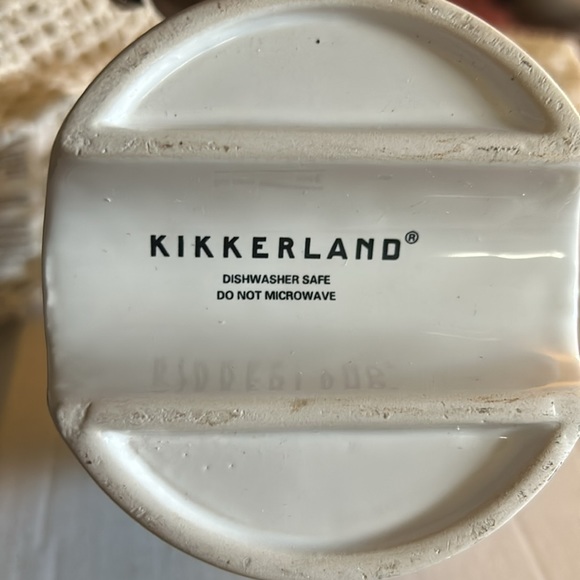 KIKKERLAND®
DISHWASHER SAFE
DO NOT MICROWAVE